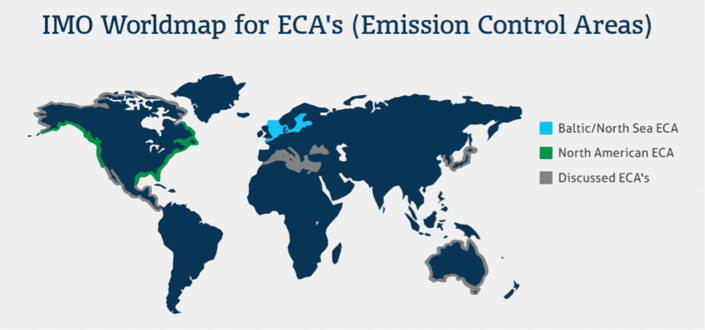 IMO Worldmap for ECA's (Emission Control Areas)
Baltic/North Sea ECA
North American ECA
Discussed ECA's